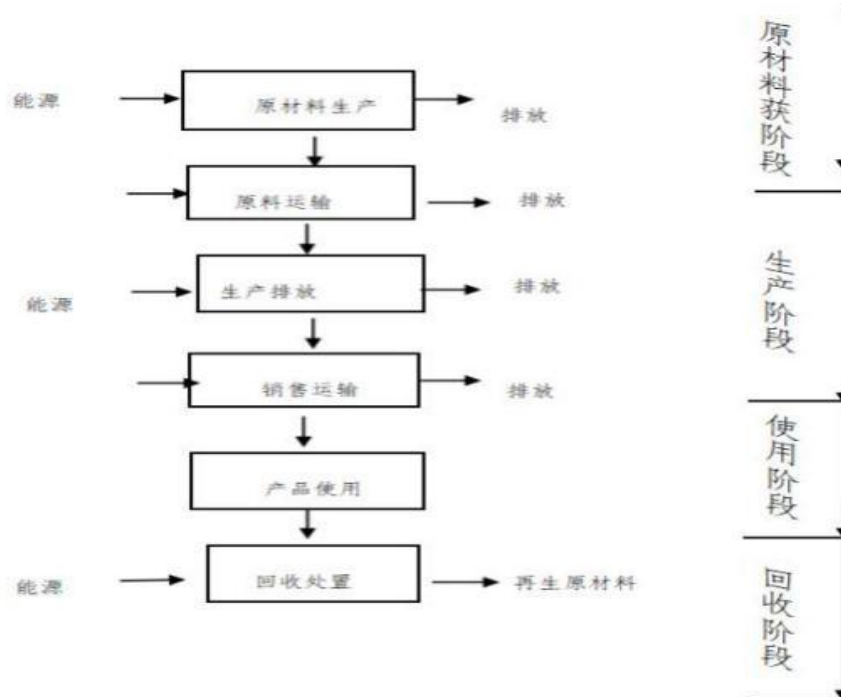 能源
原材料生产
排放
原料运输
排放
能源
生产排放
排放
销售运输
排放
产品使用
能源
回收处置
再生原材料
原材料获阶段
生产阶段
使用阶段
回收阶段